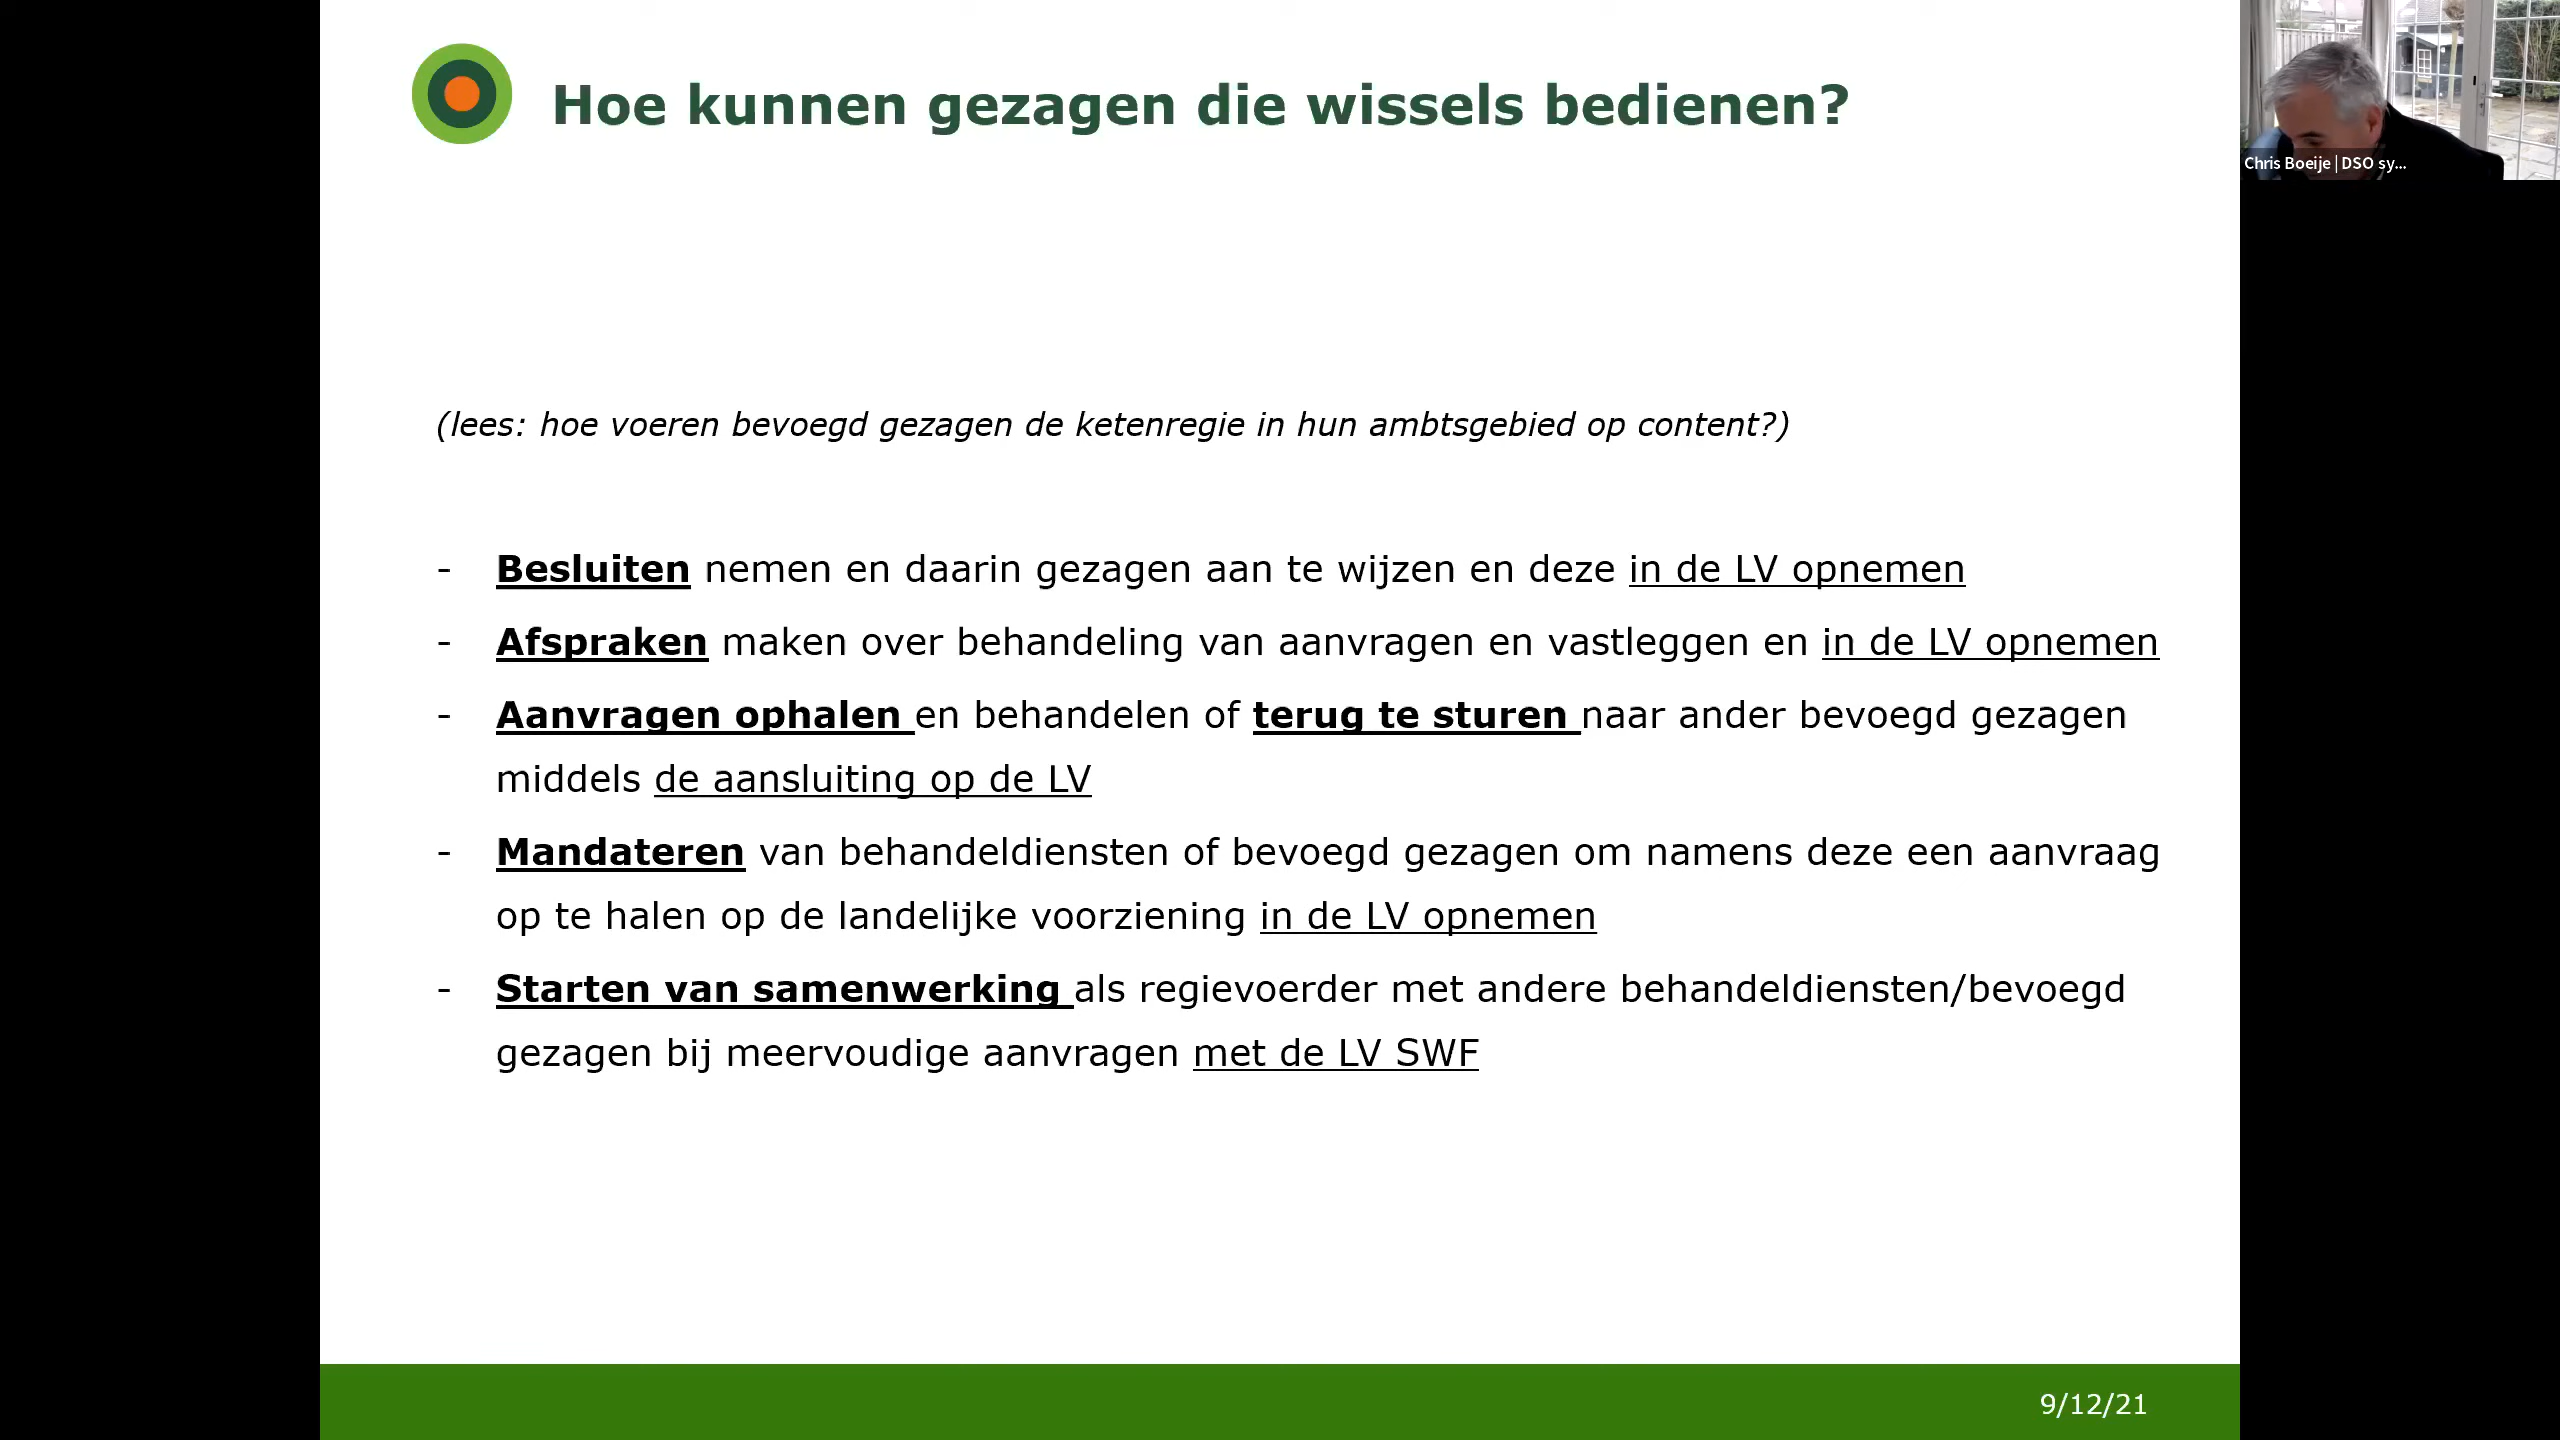 Hoe kunnen gezagen die wissels bedienen?
Chris Boeije | DSO sy...
(lees: hoe voeren bevoegd gezagen de ketenregie in hun ambtsgebied op content?)
- Besluiten nemen en daarin gezagen aan te wijzen en deze in de LV opnemen
- Afspraken maken over behandeling van aanvragen en vastleggen en in de LV opnemen
- Aanvragen ophalen en behandelen of terug te sturen naar ander bevoegd gezagen
middels de aansluiting op de LV
- Mandateren van behandeldiensten of bevoegd gezagen om namens deze een aanvraag
op te halen op de landelijke voorziening in de LV opnemen
- Starten van samenwerking als regievoerder met andere behandeldiensten/bevoegd
gezagen bij meervoudige aanvragen met de LV SWF
9/12/21